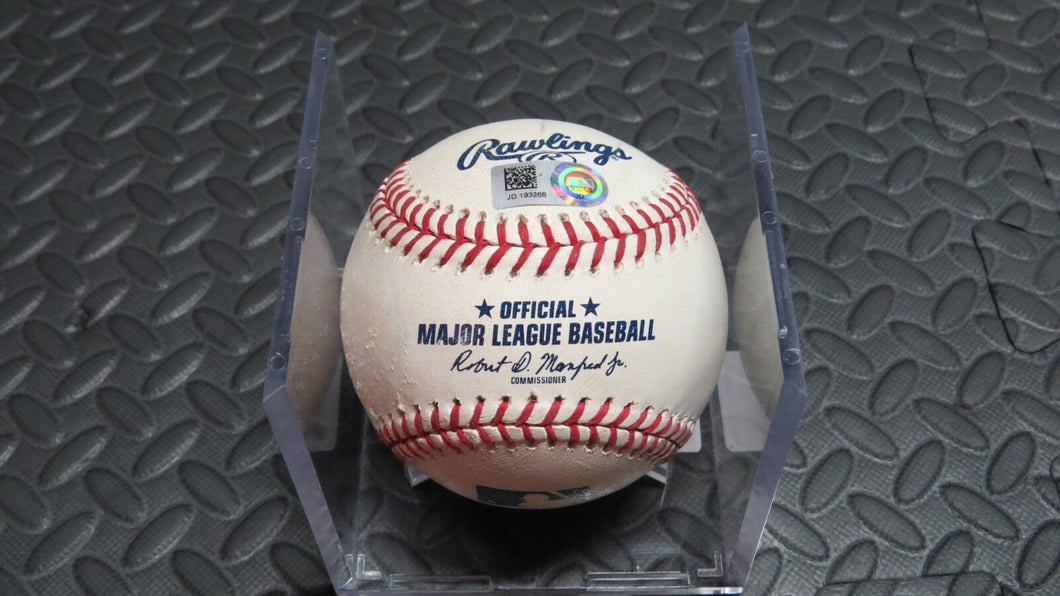 Rawlings
R
JD 193268
★ OFFICIAL ★
MAJOR LEAGUE BASEBALL
Robert D. Manfred Jr.
COMMISSIONER